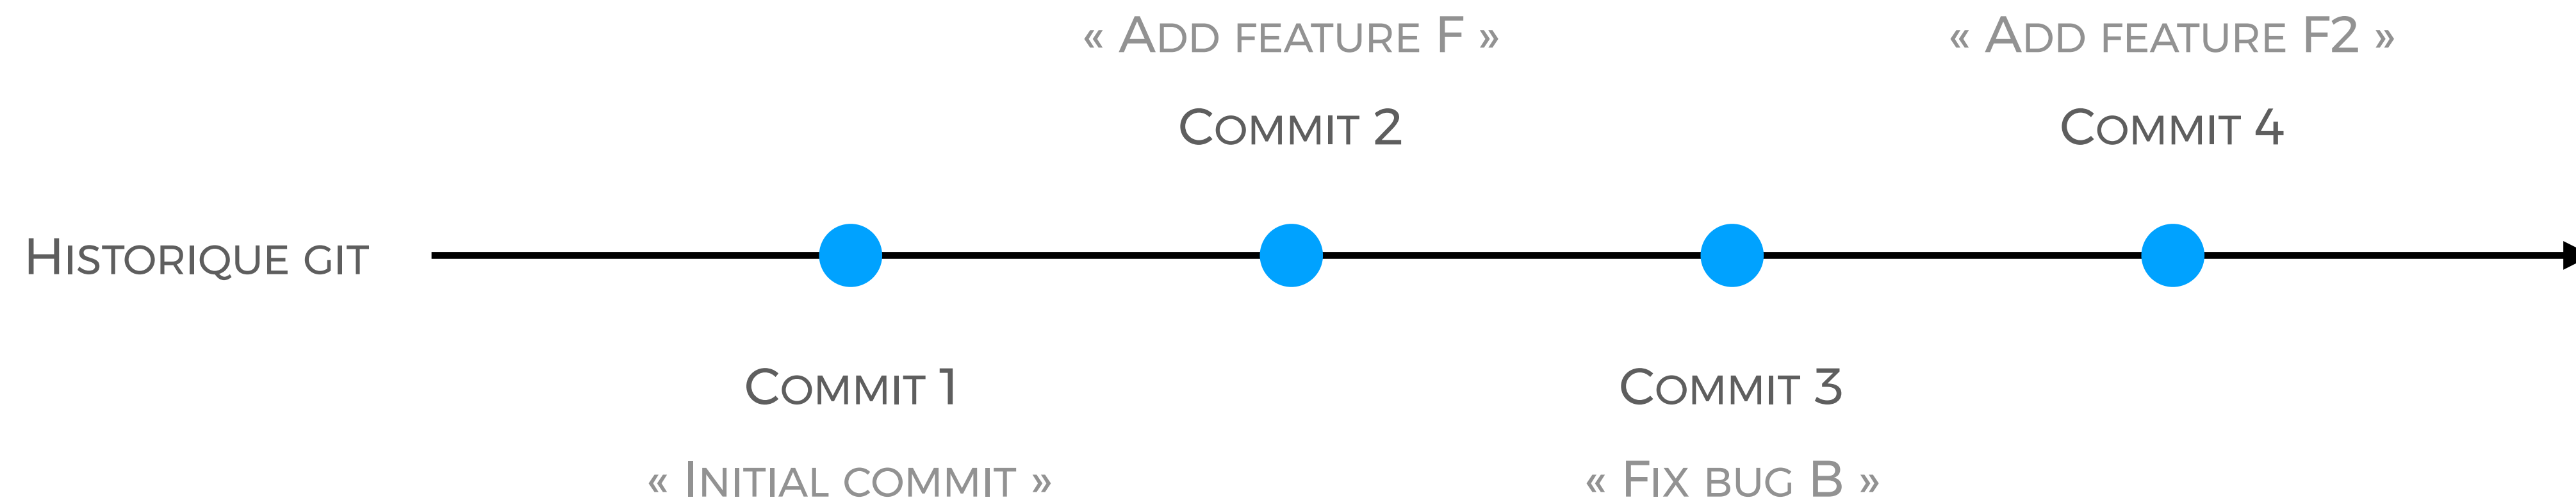 « Add feature F »
« Add feature F2 »
Commit 2
Commit 4
Historique git
Commit 1
Commit 3
« Initial commit »
« Fix bug B »